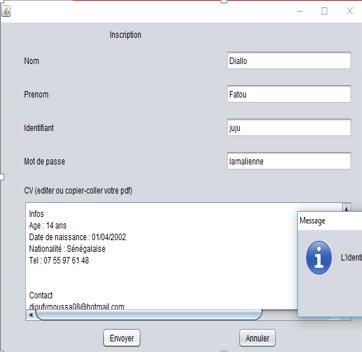 Inscription
Nom
Diallo
Prenom
Fatou
Identifiant
juju
Mot de passe
lamalienne
CV (editer ou copier-coller votre pdf)
Infos
Age : 14 ans
Date de naissance : 01/04/2002
Nationalité : Sénégalaise
Tel : 07 55 97 61 48
Contact
dioufymoussa08@hotmail.com
Message
L'identi
Envoyer
Annuler